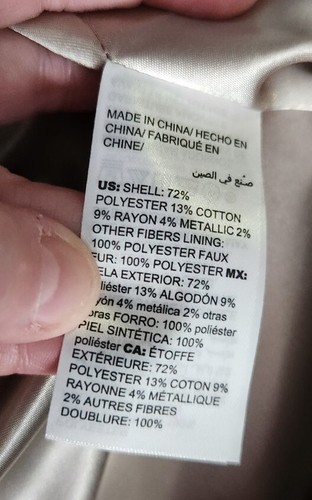 MADE IN CHINA/ HECHO EN
CHINA/ FABRIQUÉ EN
CHINE/
صنع في الصين
US: SHELL: 72%
POLYESTER 13% COTTON
9% RAYON 4% METALLIC 2%
OTHER FIBERS LINING:
100% POLYESTER FAUX
FUR: 100% POLYESTER MX:
TELA EXTERIOR: 72%
poliéster 13% ALGODÓN 9%
rayón 4% metálica 2% otras
FORRO: 100% poliéster
PIEL SINTÉTICA: 100%
poliéster CA: ÉTOFFE
EXTÉRIEURE: 72%
POLYESTER 13% COTON 9%
RAYONNE 4% MÉTALLIQUE
2% AUTRES FIBRES
DOUBLURE: 100%